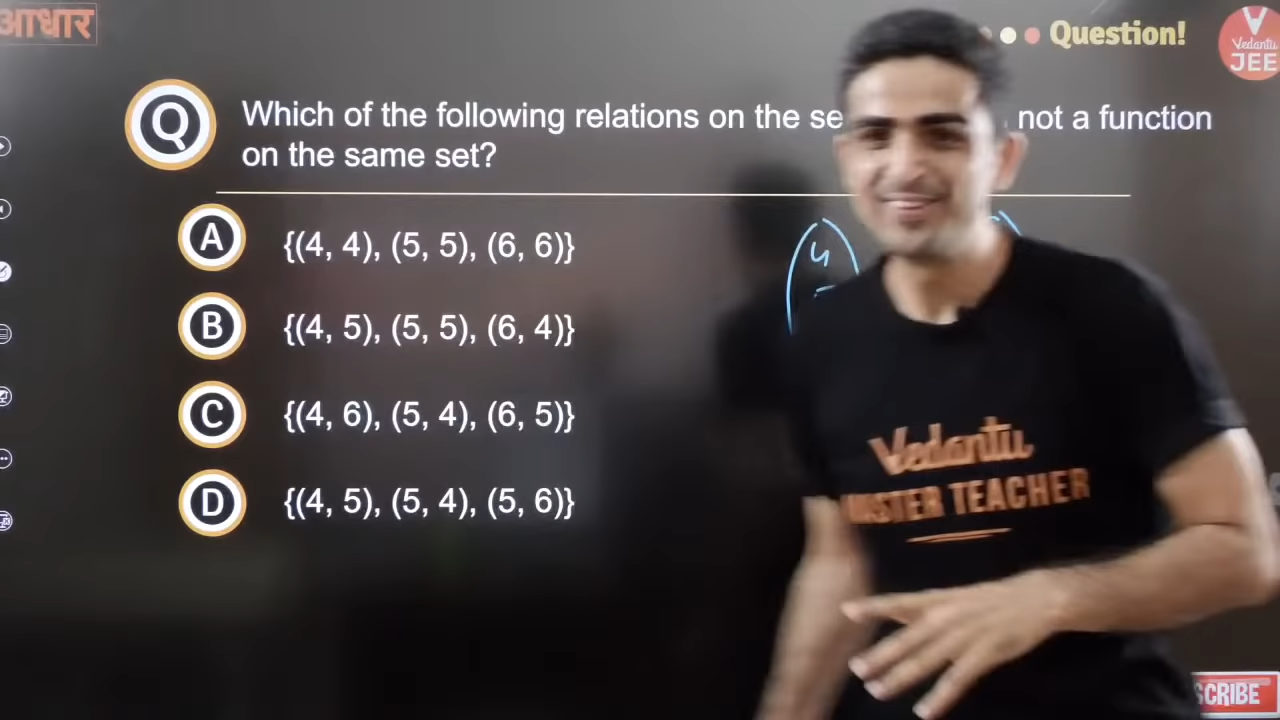 आधार
Question!
Vedantu
JEE
Q
Which of the following relations on the se not a function
on the same set?
A {(4, 4), (5, 5), (6, 6)}
B {(4, 5), (5, 5), (6, 4)}
C {(4, 6), (5, 4), (6, 5)}
D {(4, 5), (5, 4), (5, 6)}
4
Vedantu
MASTER TEACHER
SCRIBE